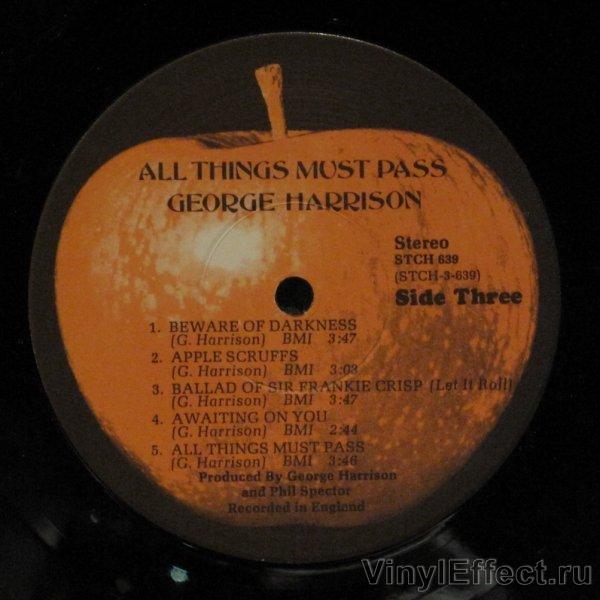 ALL THINGS MUST PASS
GEORGE HARRISON
Stereo
STCH 639
(STCH-3-639)
Side Three
1. BEWARE OF DARKNESS
(G. Harrison) BMI 3:47
2. APPLE SCRUFFS
(G. Harrison) BMI 3:03
3. BALLAD OF SIR FRANKIE CRISP (Let It Roll)
(G. Harrison) BMI 3:47
4. AWAITING ON YOU
(G. Harrison) BMI 2:44
5. ALL THINGS MUST PASS
(G. Harrison) BMI 3:46
Produced By George Harrison
and Phil Spector
Recorded in England
VinylEffect.ru